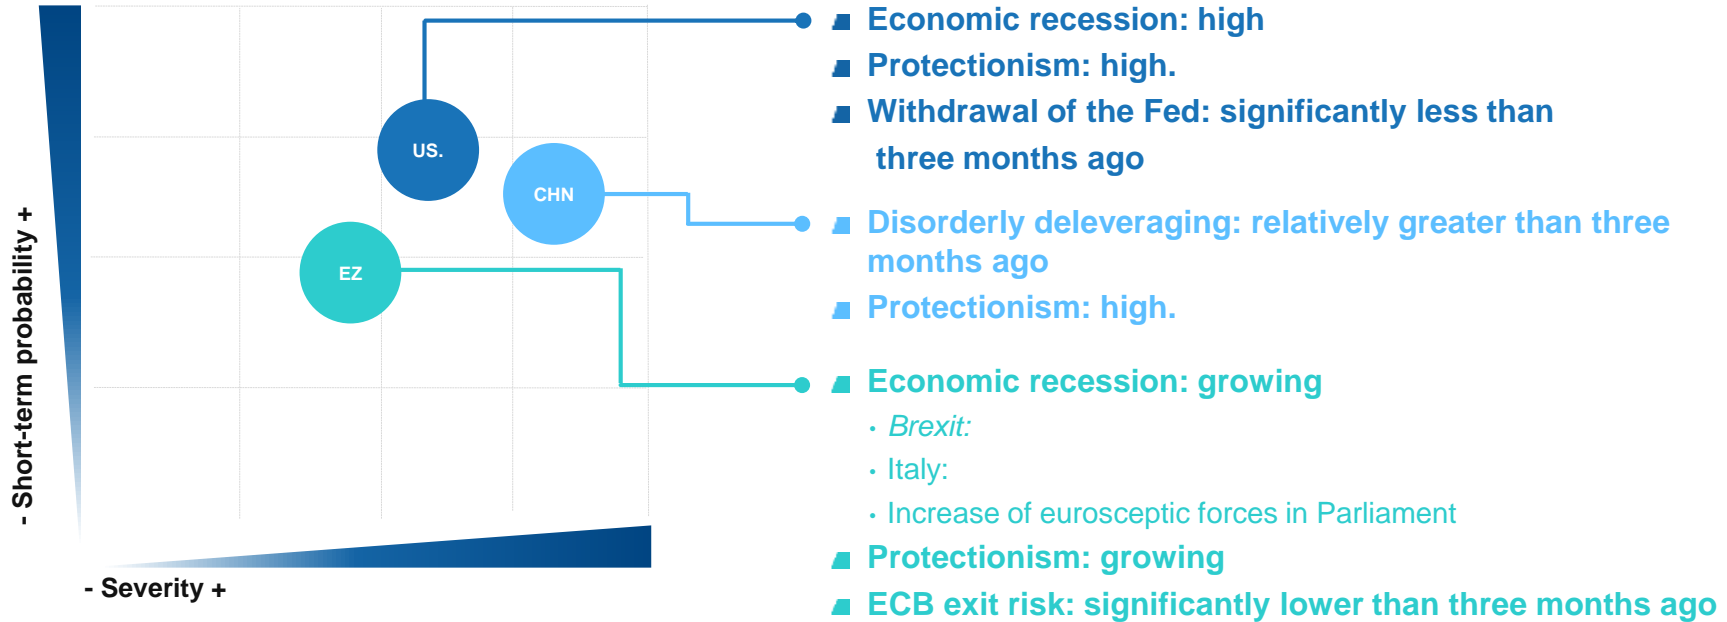 - Short-term probability +
US.
CHN
EZ
- Severity +
Economic recession: high
Protectionism: high.
Withdrawal of the Fed: significantly less than
three months ago
Disorderly deleveraging: relatively greater than three
months ago
Protectionism: high.
Economic recession: growing
• Brexit:
• Italy:
• Increase of eurosceptic forces in Parliament
Protectionism: growing
ECB exit risk: significantly lower than three months ago